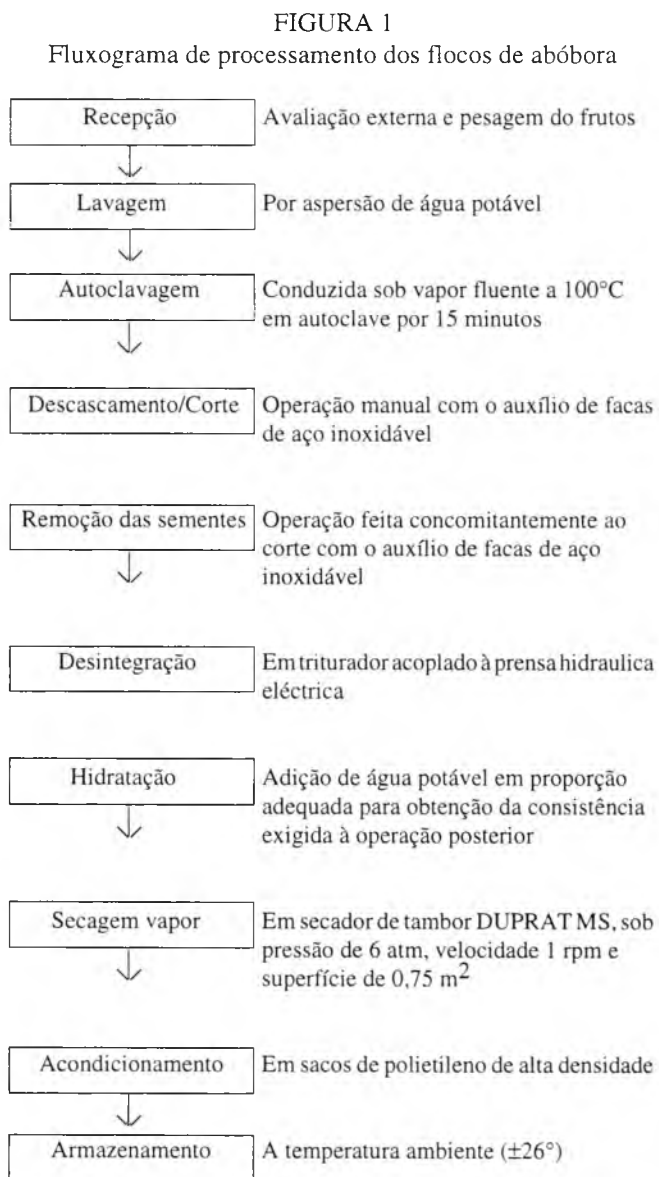 FIGURA 1
Fluxograma de processamento dos flocos de abóbora
Recepção
Avaliação externa e pesagem do frutos
Lavagem
Por aspersão de água potável
Autoclavagem
Conduzida sob vapor fluente a 100°C
em autoclave por 15 minutos
Descascamento/Corte
Operação manual com o auxílio de facas
de aço inoxidável
Remoção das sementes
Operação feita concomitantemente ao
corte com o auxílio de facas de aço
inoxidável
Desintegração
Em triturador acoplado à prensa hidraulica
eléctrica
Hidratação
Adição de água potável em proporção
adequada para obtenção da consistência
exigida à operação posterior
Secagem vapor
Em secador de tambor DUPRAT MS, sob
pressão de 6 atm, velocidade 1 rpm e
superfície de 0,75 m²
Acondicionamento
Em sacos de polietileno de alta densidade
Armazenamento
A temperatura ambiente (±26°)